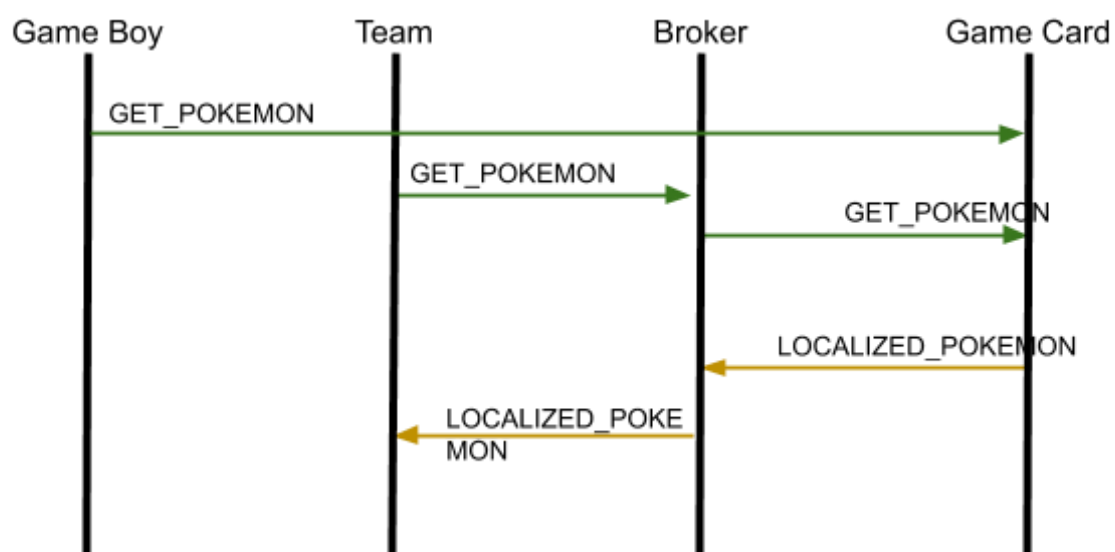 Game Boy Team Broker Game Card
GET_POKEMON
GET_POKEMON
GET_POKEMON
LOCALIZED_POKEMON
LOCALIZED_POKE
MON